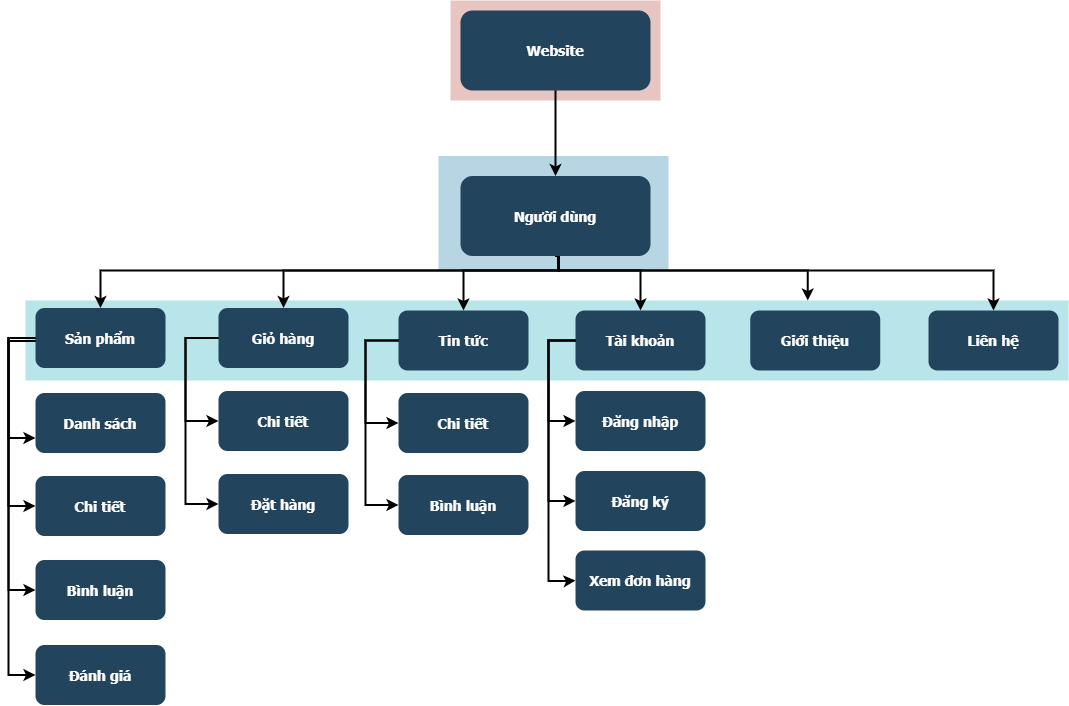 Website
Người dùng
Sản phẩm
Giỏ hàng
Tin tức
Tài khoản
Giới thiệu
Liên hệ
Danh sách
Chi tiết
Bình luận
Đánh giá
Chi tiết
Đặt hàng
Chi tiết
Bình luận
Đăng nhập
Đăng ký
Xem đơn hàng